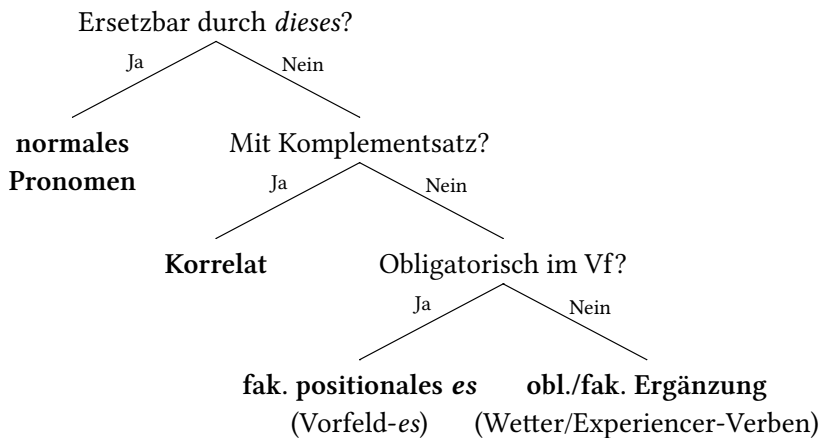 Ersetzbar durch dieses?
Ja
Nein
normales
Pronomen
Mit Komplementsatz?
Ja
Nein
Korrelat
Obligatorisch im Vf?
Ja
Nein
fak. positionales es
(Vorfeld-es)
obl./fak. Ergänzung
(Wetter/Experiencer-Verben)